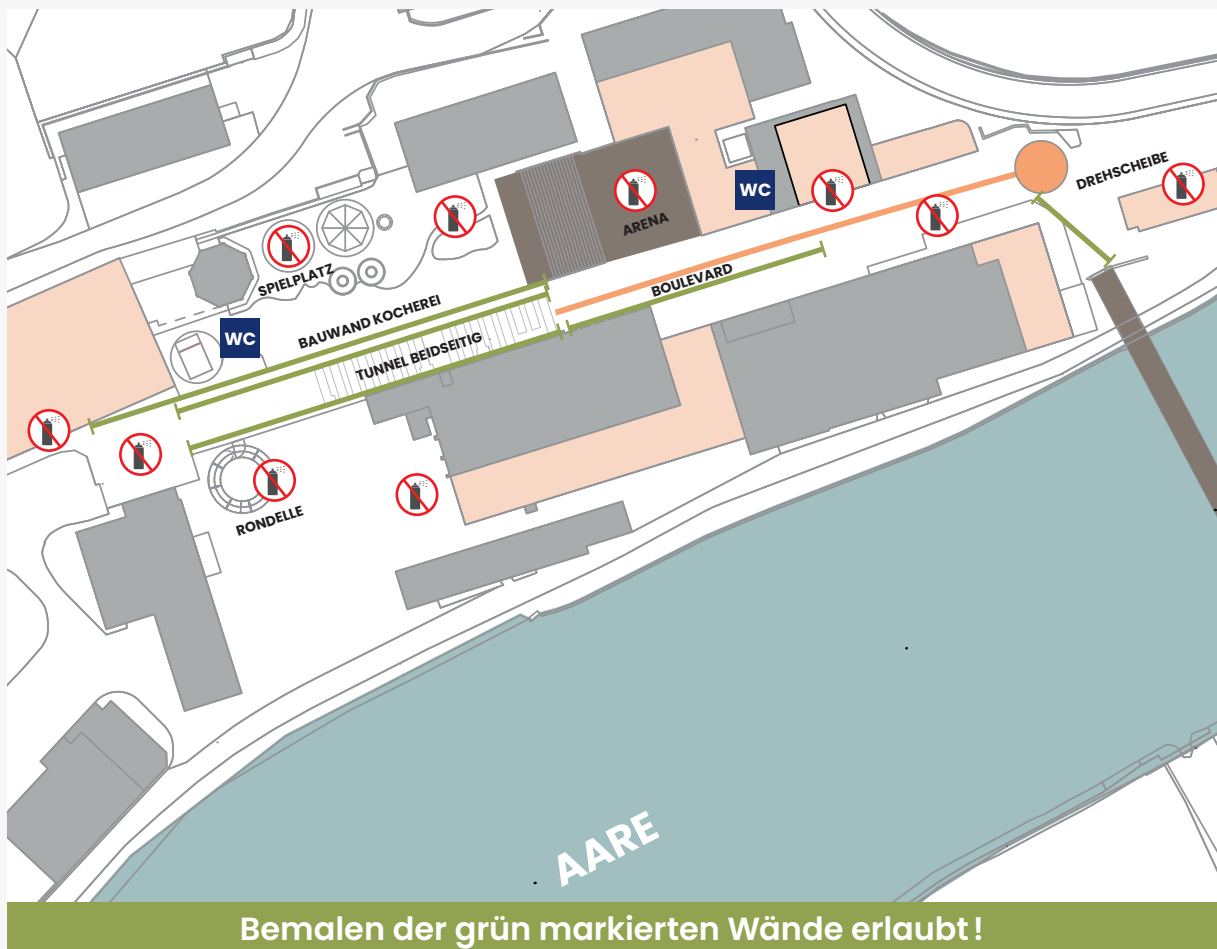 DREHSCHEIBE
WC
ARENA
SPIELPLATZ
BOULEVARD
BAUWAND KOCHEREI
WC
TUNNEL BEIDSEITIG
RONDELLE
AARE
Bemalen der grün markierten Wände erlaubt!